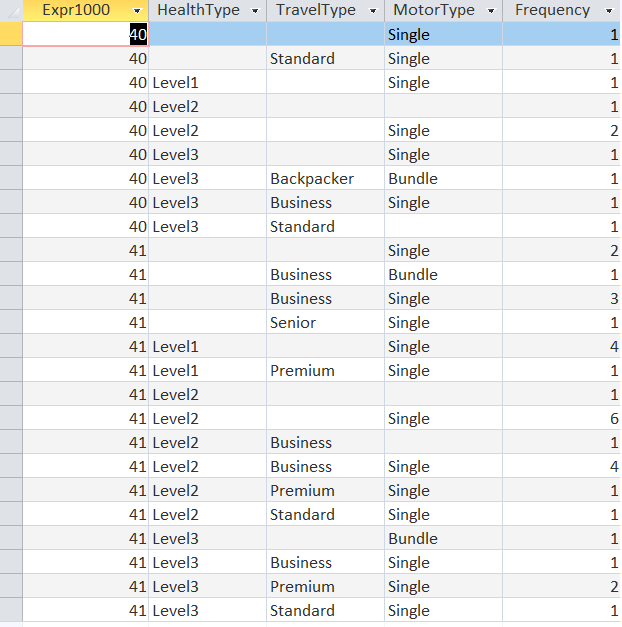 Expr1000 HealthType TravelType MotorType Frequency
40 Single 1
40 Standard Single 1
40 Level1 Single 1
40 Level2 1
40 Level2 Single 2
40 Level3 Single 1
40 Level3 Backpacker Bundle 1
40 Level3 Business Single 1
40 Level3 Standard 1
41 Single 2
41 Business Bundle 1
41 Business Single 3
41 Senior Single 1
41 Level1 Single 4
41 Level1 Premium Single 1
41 Level2 1
41 Level2 Single 6
41 Level2 Business 1
41 Level2 Business Single 4
41 Level2 Premium Single 1
41 Level2 Standard Single 1
41 Level3 Bundle 1
41 Level3 Business Single 1
41 Level3 Premium Single 2
41 Level3 Standard Single 1